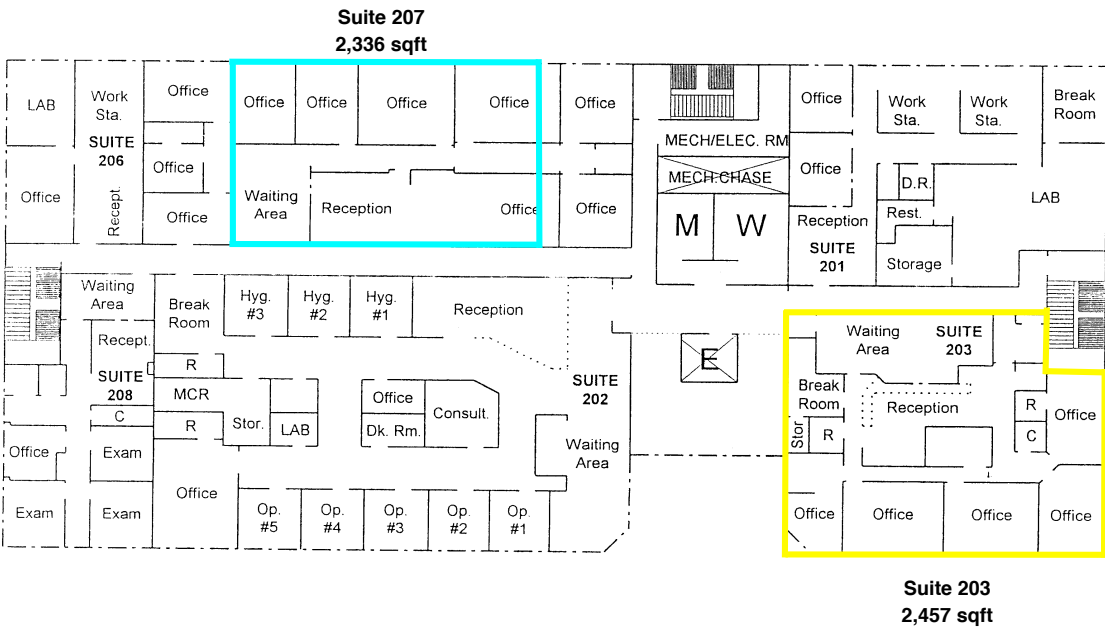 Suite 207
2,336 sqft
LAB
Work
Sta.
SUITE
206
Recept.
Office
Office
Office
Office
Office
Office
Office
Office
Waiting
Area
Reception
Office
Office
Office
MECH/ELEC. RM
MECH.CHASE
M
W
Office
Office
Reception
SUITE
201
Work
Sta.
Work
Sta.
Break
Room
D.R.
Rest.
Storage
LAB
Waiting
Area
Recept.
SUITE
208
C
Office
Exam
Exam
Exam
Break
Room
R
MCR
R
Office
Hyg.
#3
Hyg.
#2
Hyg.
#1
Reception
Stor.
LAB
Office
Dk. Rm.
Consult.
SUITE
202
Waiting
Area
Op.
#5
Op.
#4
Op.
#3
Op.
#2
Op.
#1
E
Waiting
Area
SUITE
203
Break
Room
Stor
R
Reception
R
C
Office
Office
Office
Office
Office
Suite 203
2,457 sqft